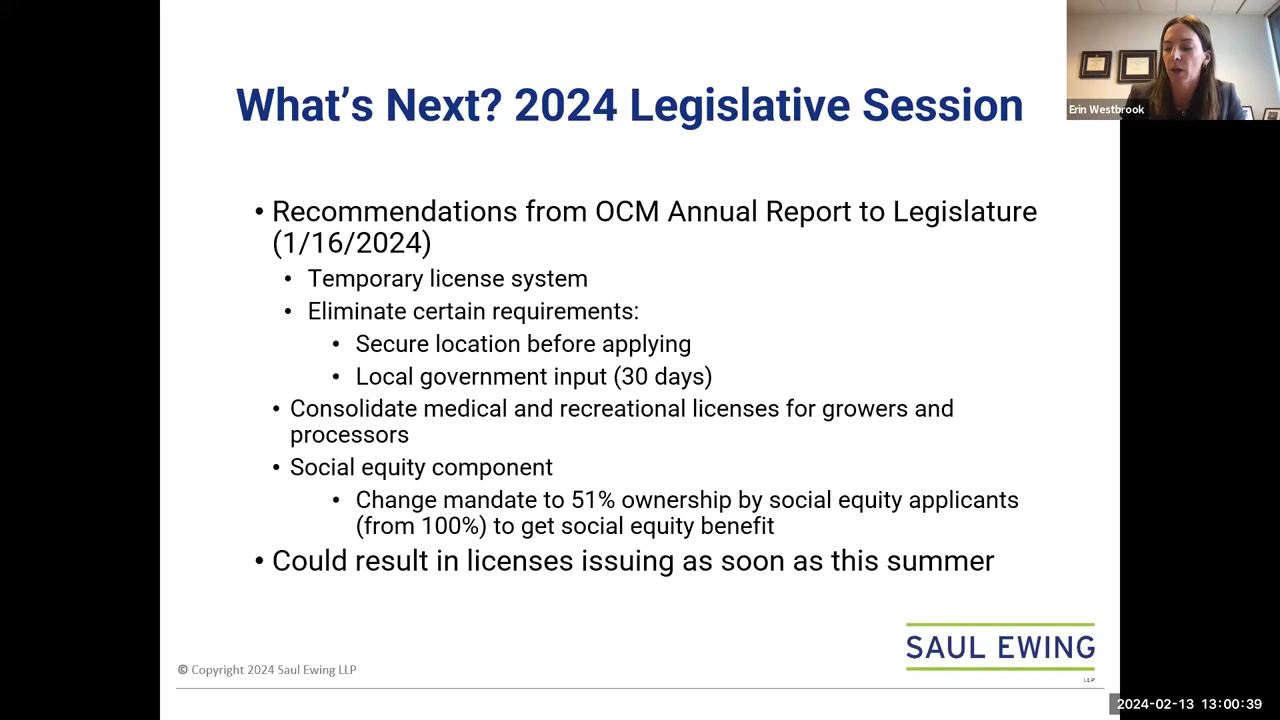 What's Next? 2024 Legislative Session
Erin Westbrook
• Recommendations from OCM Annual Report to Legislature
(1/16/2024)
• Temporary license system
• Eliminate certain requirements:
• Secure location before applying
• Local government input (30 days)
• Consolidate medical and recreational licenses for growers and
processors
• Social equity component
• Change mandate to 51% ownership by social equity applicants
(from 100%) to get social equity benefit
• Could result in licenses issuing as soon as this summer
SAUL EWING
LLP
© Copyright 2024 Saul Ewing LLP
2024-02-13 13:00:39